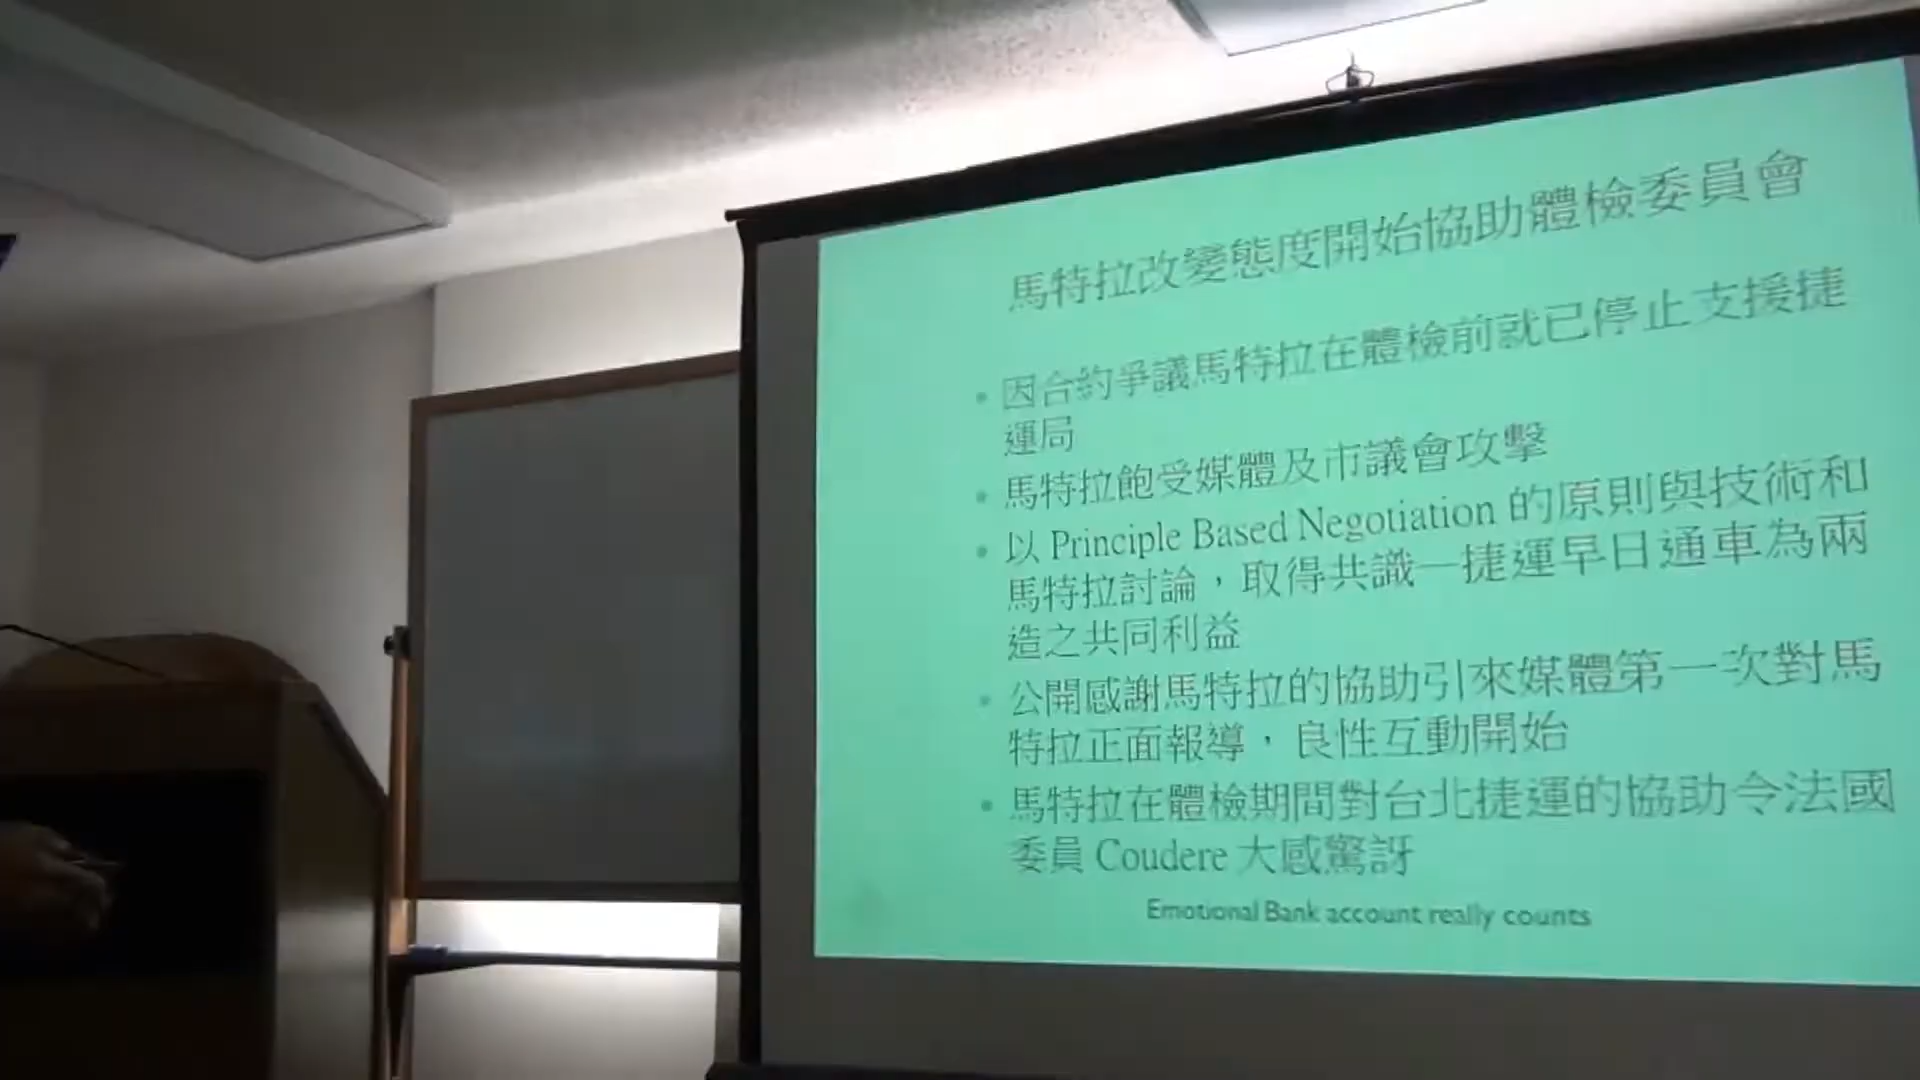 馬特拉改變態度開始協助體檢委員會
• 因合約爭議馬特拉在體檢前就已停止支援捷
運局
• 馬特拉飽受媒體及市議會攻擊
• 以 Principle Based Negotiation 的原則與技術和
馬特拉討論，取得共識—捷運早日通車為兩
造之共同利益
• 公開感謝馬特拉的協助引來媒體第一次對馬
特拉正面報導，良性互動開始
• 馬特拉在體檢期間對台北捷運的協助令法國
委員 Coudere 大感驚訝
Emotional Bank account really counts